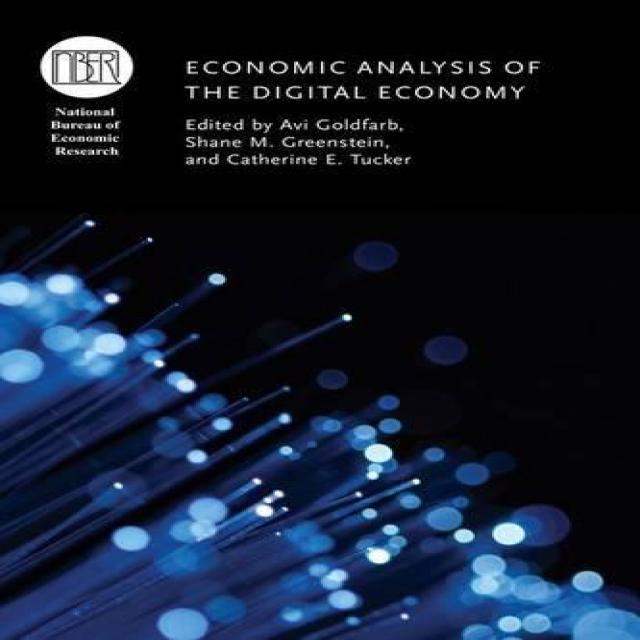 NBER
National
Bureau of
Economic
Research
ECONOMIC ANALYSIS OF
THE DIGITAL ECONOMY
Edited by Avi Goldfarb,
Shane M. Greenstein,
and Catherine E. Tucker